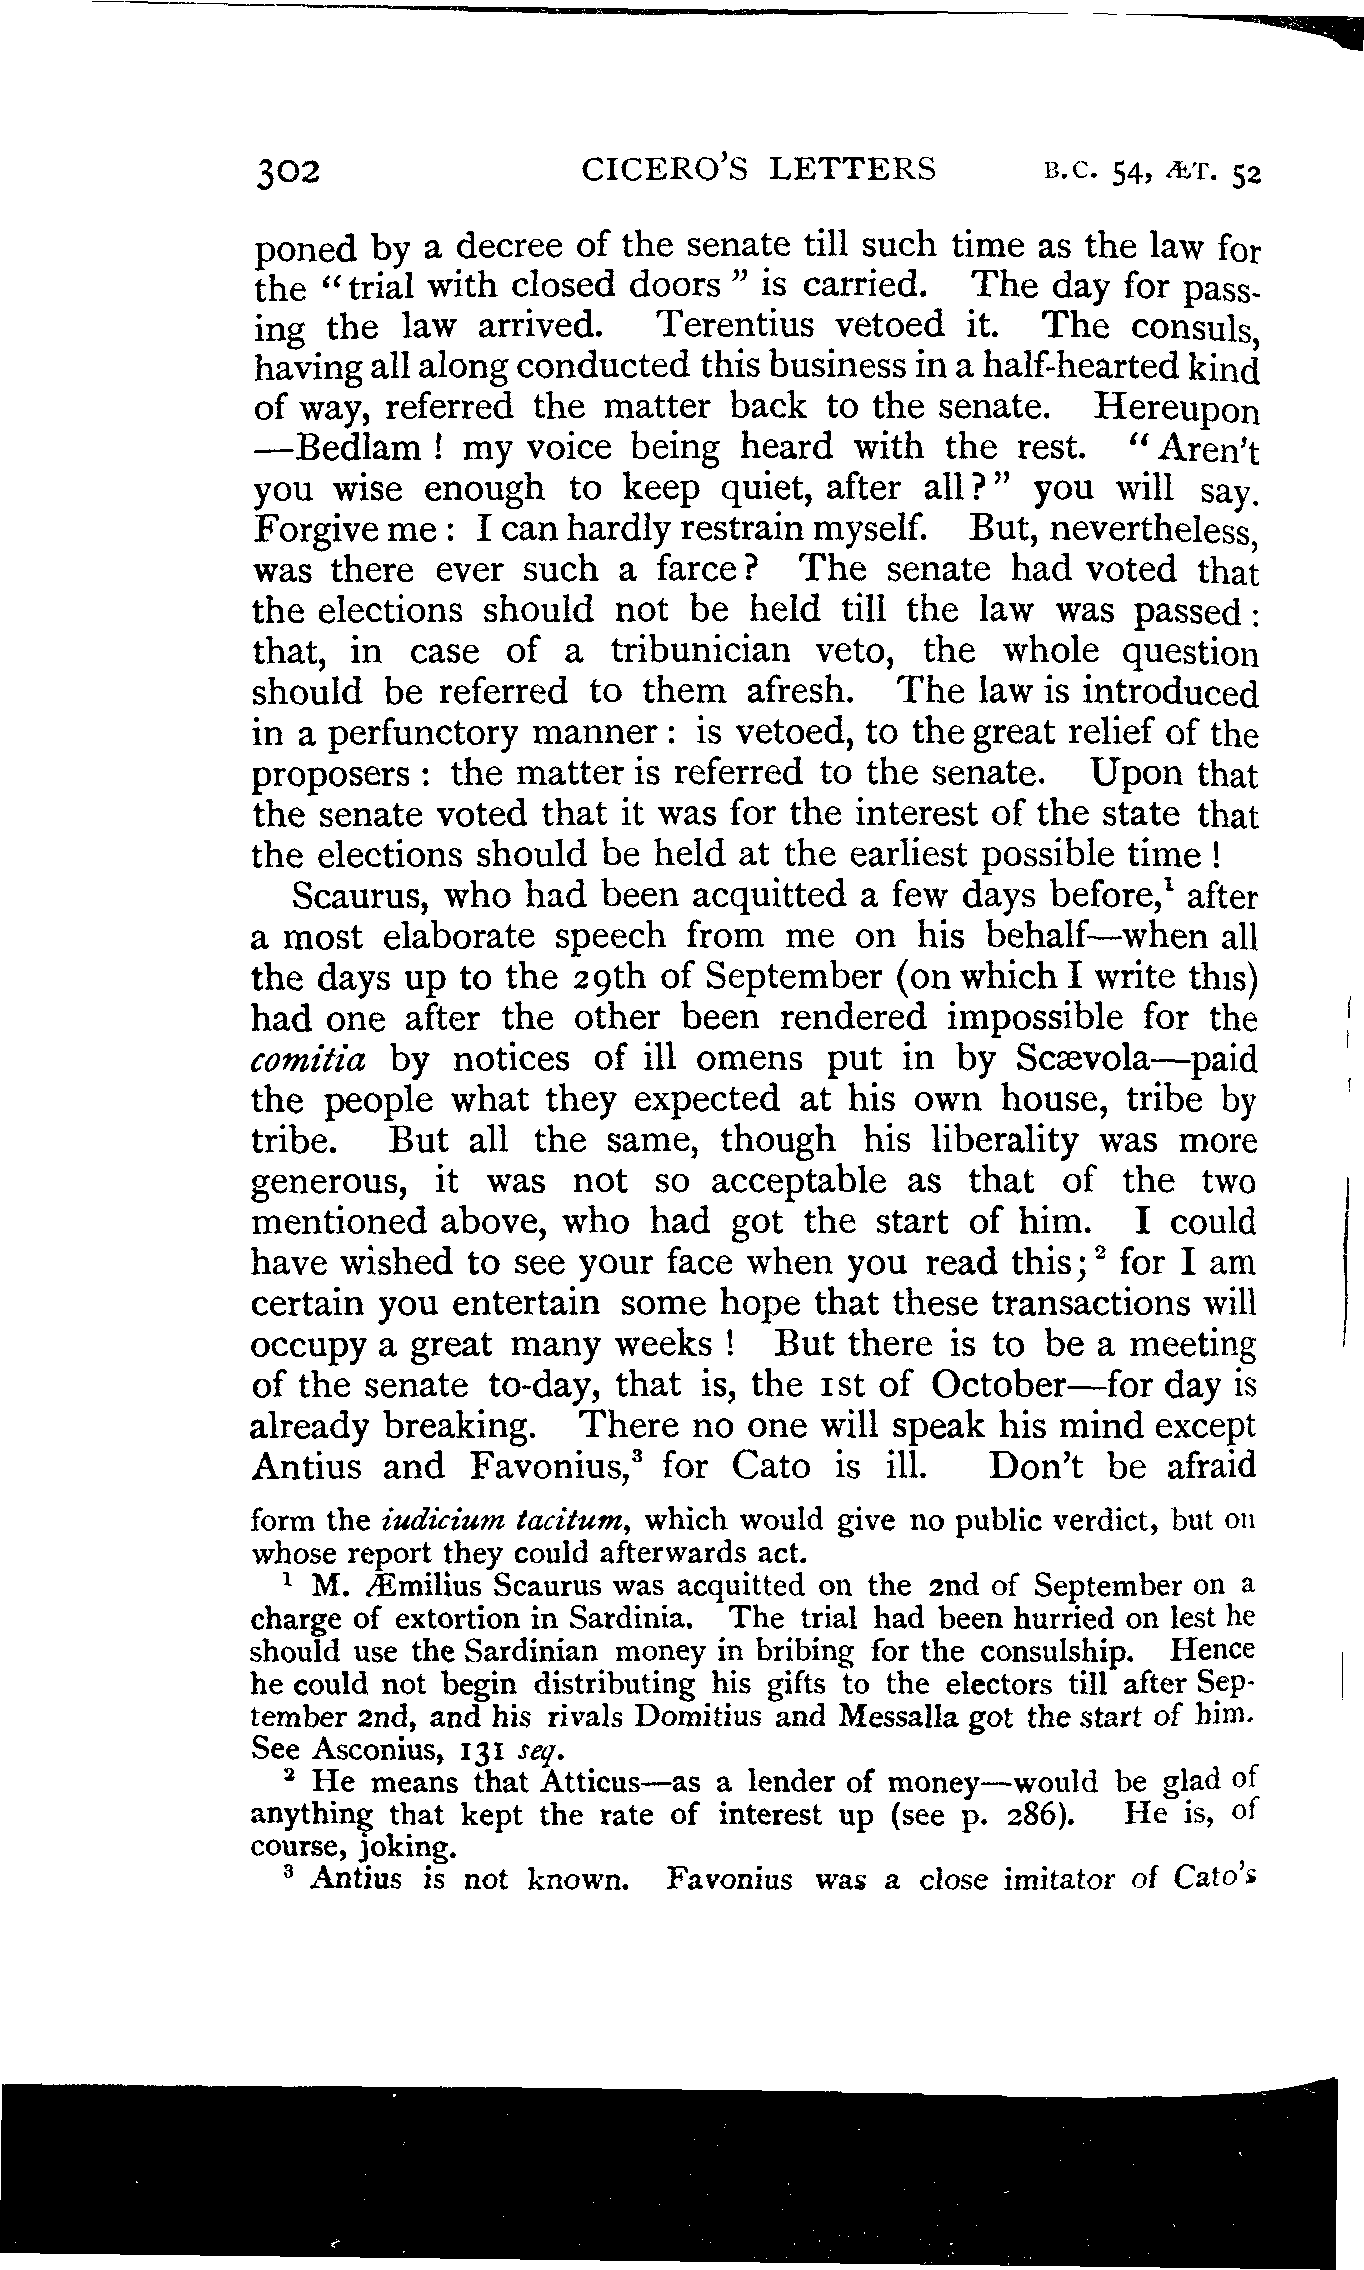 302 CICERO'S LETTERS B.C. 54, ÆT. 52
poned by a decree of the senate till such time as the law for
the "trial with closed doors" is carried. The day for pass-
ing the law arrived. Terentius vetoed it. The consuls,
having all along conducted this business in a half-hearted kind
of way, referred the matter back to the senate. Hereupon
—Bedlam! my voice being heard with the rest. "Aren't
you wise enough to keep quiet, after all?" you will say.
Forgive me: I can hardly restrain myself. But, nevertheless,
was there ever such a farce? The senate had voted that
the elections should not be held till the law was passed:
that, in case of a tribunician veto, the whole question
should be referred to them afresh. The law is introduced
in a perfunctory manner: is vetoed, to the great relief of the
proposers: the matter is referred to the senate. Upon that
the senate voted that it was for the interest of the state that
the elections should be held at the earliest possible time!
Scaurus, who had been acquitted a few days before,¹ after
a most elaborate speech from me on his behalf—when all
the days up to the 29th of September (on which I write this)
had one after the other been rendered impossible for the
comitia by notices of ill omens put in by Scævola—paid
the people what they expected at his own house, tribe by
tribe. But all the same, though his liberality was more
generous, it was not so acceptable as that of the two
mentioned above, who had got the start of him. I could
have wished to see your face when you read this;² for I am
certain you entertain some hope that these transactions will
occupy a great many weeks! But there is to be a meeting
of the senate to-day, that is, the 1st of October—for day is
already breaking. There no one will speak his mind except
Antius and Favonius,³ for Cato is ill. Don't be afraid
form the iudicium tacitum, which would give no public verdict, but on
whose report they could afterwards act.
¹ M. Æmilius Scaurus was acquitted on the 2nd of September on a
charge of extortion in Sardinia. The trial had been hurried on lest he
should use the Sardinian money in bribing for the consulship. Hence
he could not begin distributing his gifts to the electors till after Sep-
tember 2nd, and his rivals Domitius and Messalla got the start of him.
See Asconius, 131 seq.
² He means that Atticus—as a lender of money—would be glad of
anything that kept the rate of interest up (see p. 286). He is, of
course, joking.
³ Antius is not known. Favonius was a close imitator of Cato's